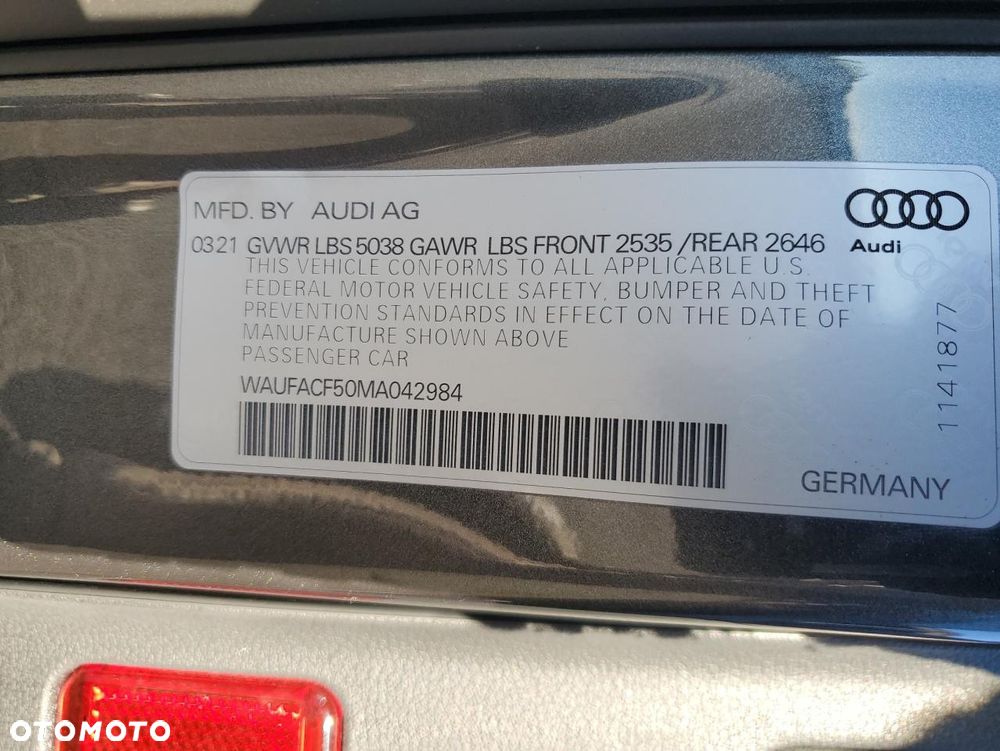 MFD. BY AUDI AG
0321 GVWR LBS 5038 GAWR LBS FRONT 2535 /REAR 2646
Audi
THIS VEHICLE CONFORMS TO ALL APPLICABLE U.S.
FEDERAL MOTOR VEHICLE SAFETY, BUMPER AND THEFT
PREVENTION STANDARDS IN EFFECT ON THE DATE OF
MANUFACTURE SHOWN ABOVE
PASSENGER CAR
WAUFACF50MA042984
1141877
GERMANY
OTOMOTO